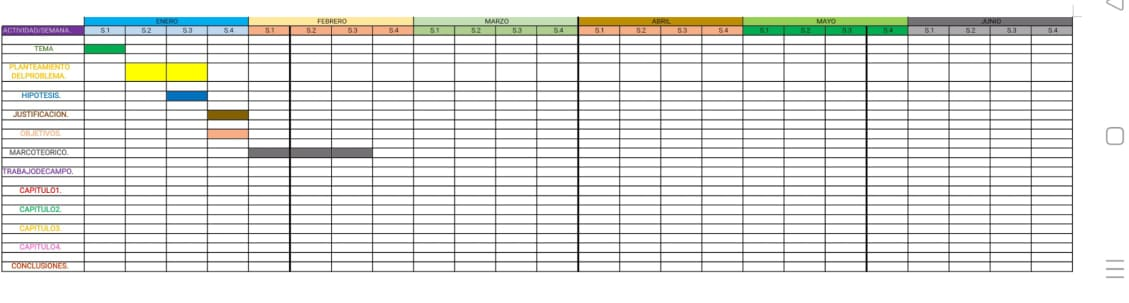 ENERO FEBRERO MARZO ABRIL MAYO JUNIO
ACTIVIDAD/SEMANA. S.1 S.2 S.3 S.4 S.1 S.2 S.3 S.4 S.1 S.2 S.3 S.4 S.1 S.2 S.3 S.4 S.1 S.2 S.3 S.4 S.1 S.2 S.3 S.4
TEMA
PLANTEAMIENTO
DELPROBLEMA.
HIPOTESIS.
JUSTIFICACION.
OBJETIVOS.
MARCOTEORICO.
TRABAJODECAMPO.
CAPITULO1.
CAPITULO2.
CAPITULO3.
CAPITULO4.
CONCLUSIONES.